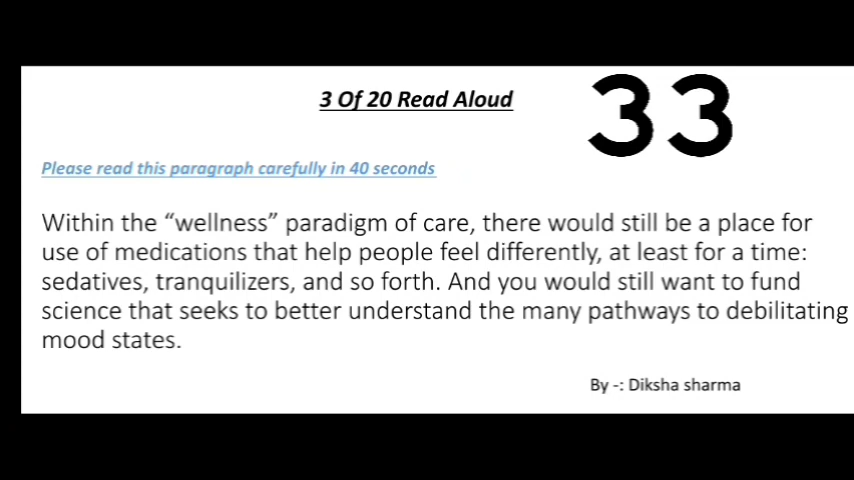 3 Of 20 Read Aloud
33
Please read this paragraph carefully in 40 seconds
Within the “wellness” paradigm of care, there would still be a place for
use of medications that help people feel differently, at least for a time:
sedatives, tranquilizers, and so forth. And you would still want to fund
science that seeks to better understand the many pathways to debilitating
mood states.
By -: Diksha sharma